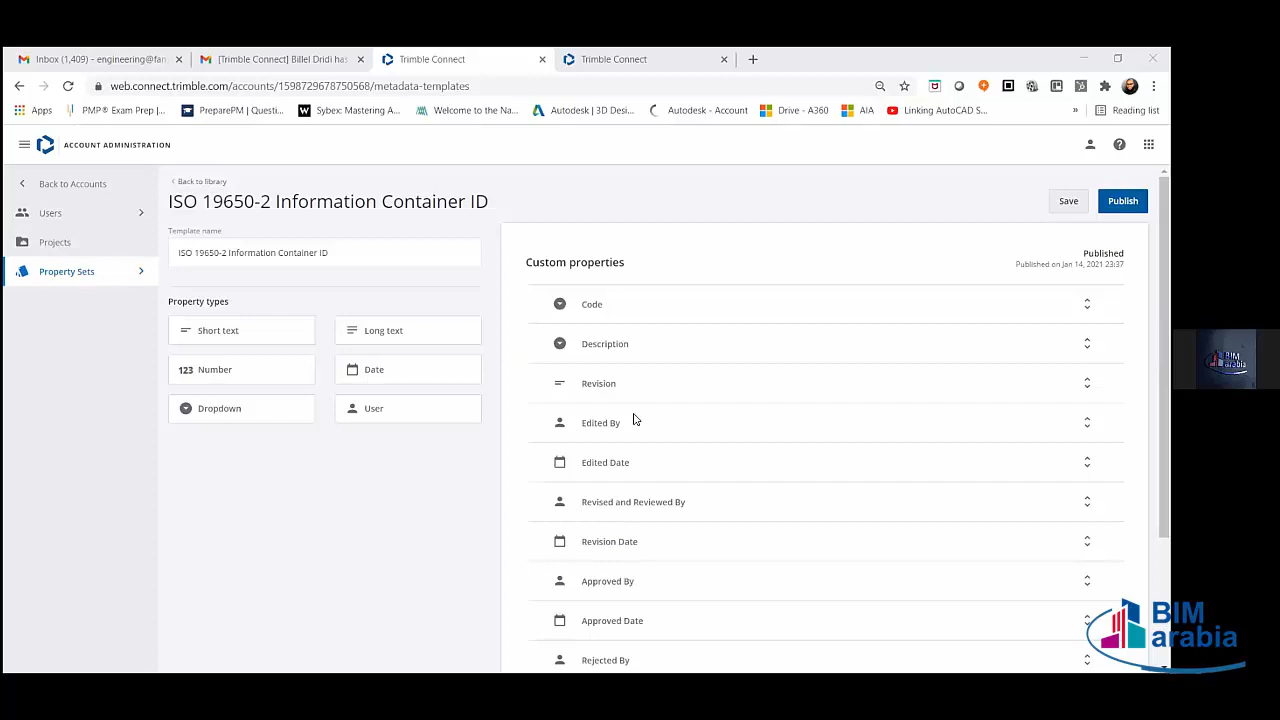 Inbox (1,409) - engineering@fan
[Trimble Connect] Billel Dridi has
Trimble Connect
Trimble Connect
web.connect.trimble.com/accounts/1598729678750568/metadata-templates
Apps
PMP® Exam Prep |...
PreparePM | Questi...
Sybex: Mastering A...
Welcome to the Na...
Autodesk | 3D Desi...
Autodesk - Account
Drive - A360
AIA
Linking AutoCAD S...
»
Reading list
ACCOUNT ADMINISTRATION
Back to Accounts
Users
Projects
Property Sets
Back to library
ISO 19650-2 Information Container ID
Save
Publish
Template name
ISO 19650-2 Information Container ID
Property types
Short text
Long text
123 Number
Date
Dropdown
User
Custom properties
Published
Published on Jan 14, 2021 23:37
Code
Description
Revision
Edited By
Edited Date
Revised and Reviewed By
Revision Date
Approved By
Approved Date
Rejected By
BIM
arabia
BIM
arabia